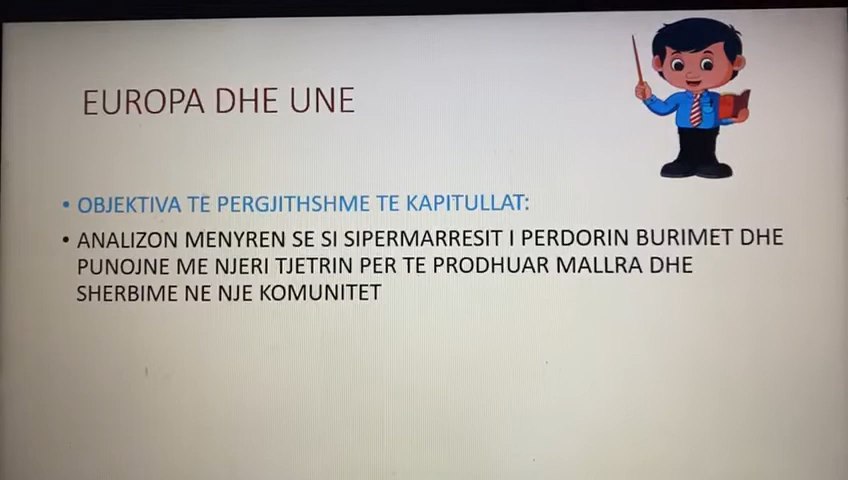 EUROPA DHE UNE
• OBJEKTIVA TE PERGJITHSHME TE KAPITULLAT:
• ANALIZON MENYREN SE SI SIPERMARRESIT I PERDORIN BURIMET DHE
PUNOJNE ME NJERI TJETRIN PER TE PRODHUAR MALLRA DHE
SHERBIME NE NJE KOMUNITET